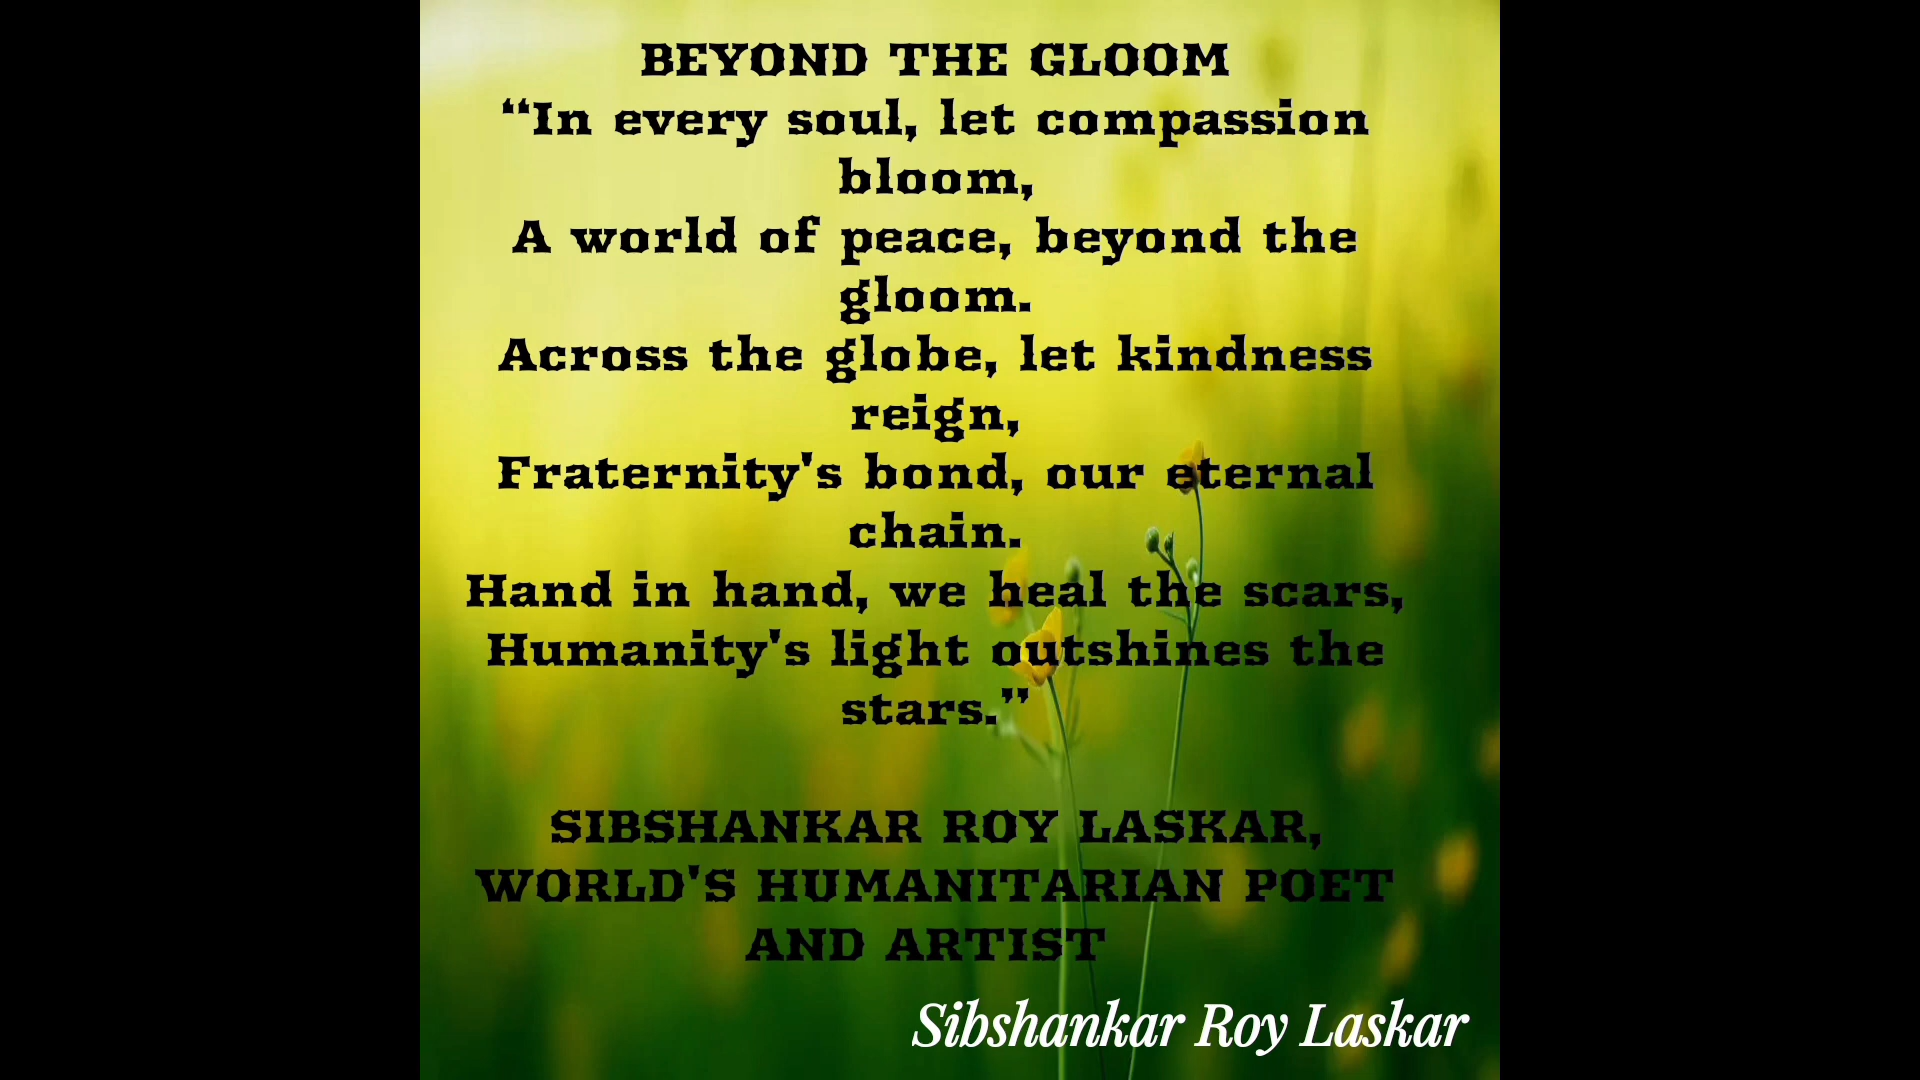 BEYOND THE GLOOM
“In every soul, let compassion
bloom,
A world of peace, beyond the
gloom.
Across the globe, let kindness
reign,
Fraternity's bond, our eternal
chain.
Hand in hand, we heal the scars,
Humanity's light outshines the
stars.”
SIBSHANKAR ROY LASKAR,
WORLD'S HUMANITARIAN POET
AND ARTIST
Sibshankar Roy Laskar